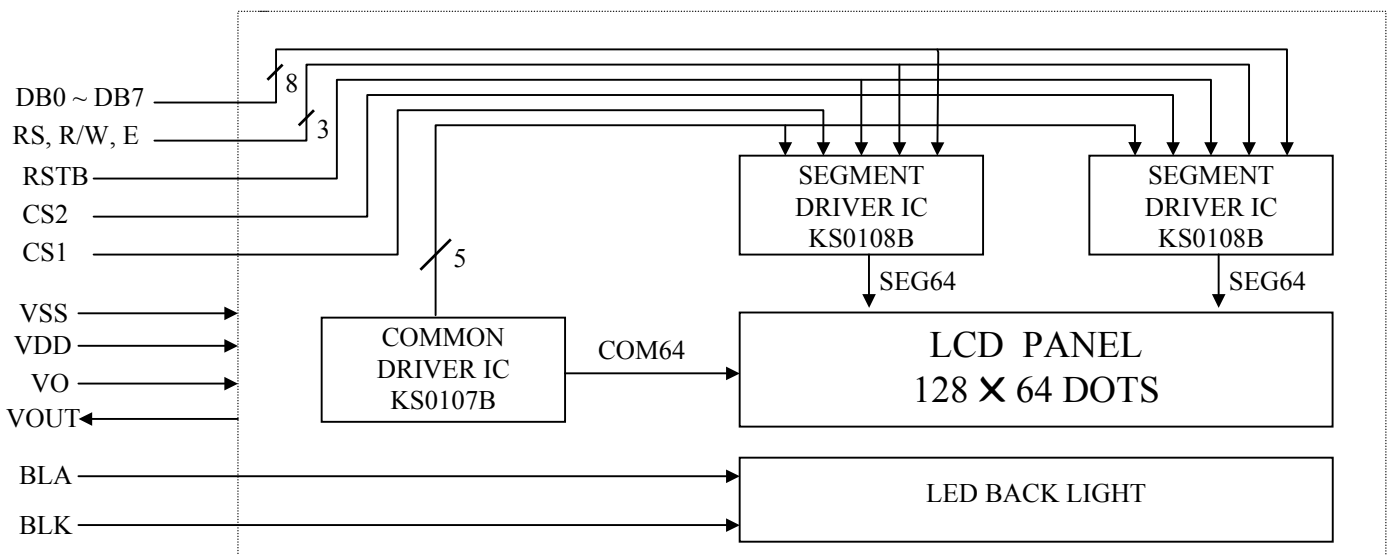 DB0 ~ DB7
8
RS, R/W, E
3
RSTB
CS2
CS1
5
SEGMENT
DRIVER IC
KS0108B
SEGMENT
DRIVER IC
KS0108B
SEG64
SEG64
VSS
VDD
VO
VOUT
COMMON
DRIVER IC
KS0107B
COM64
LCD PANEL
128 X 64 DOTS
BLA
BLK
LED BACK LIGHT